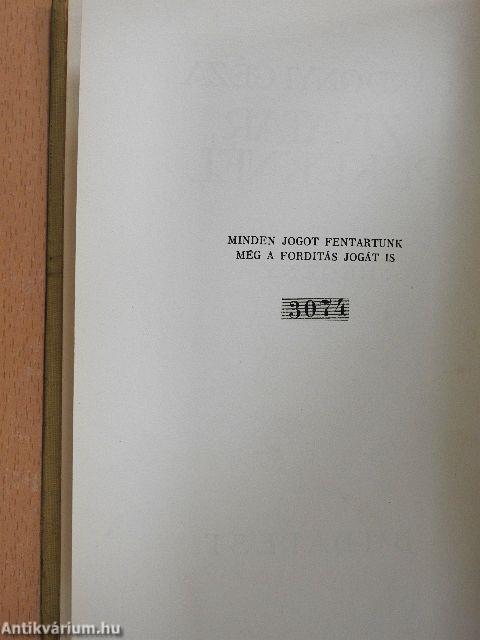 MINDEN JOGOT FENTARTUNK
MÉG A FORDITÁS JOGÁT IS
3074
Antikvárium.hu